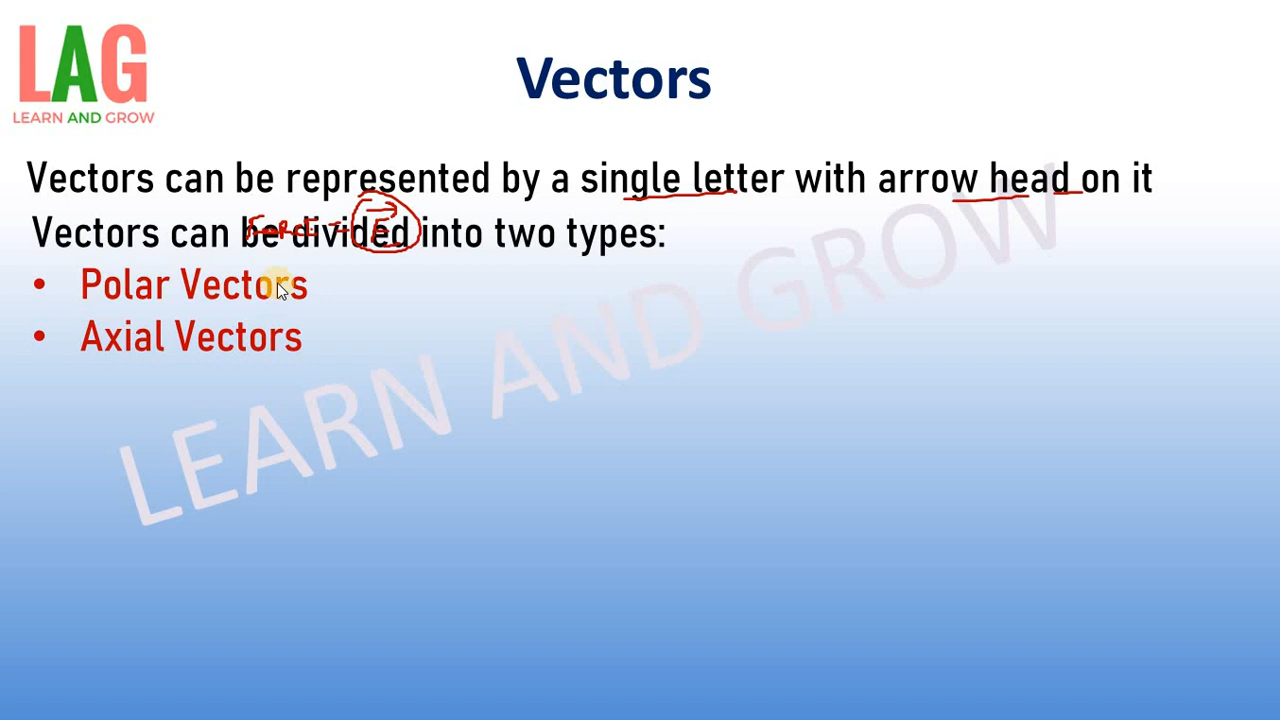 LAG
LEARN AND GROW
Vectors
Vectors can be represented by a single letter with arrow head on it
Force = F
Vectors can be divided into two types:
• Polar Vectors
• Axial Vectors
LEARN AND GROW